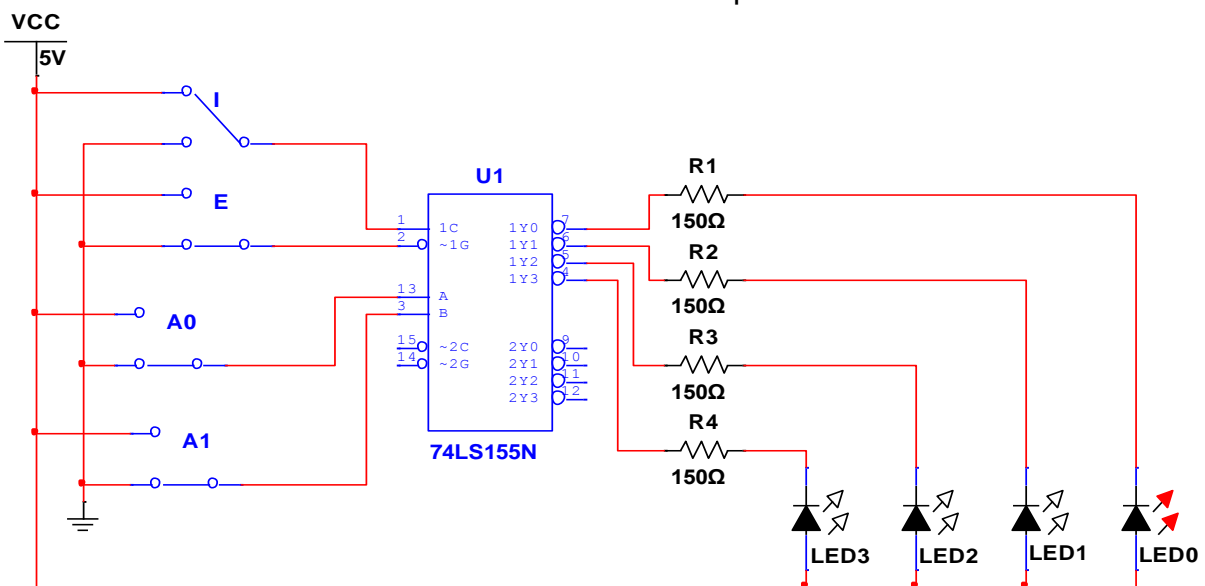 VCC
5V
I
E
A0
A1
U1
1 1C 1Y0 7
2 ~1G 1Y1 6
1Y2 5
1Y3 4
13 A
3 B
15 ~2C 2Y0 9
14 ~2G 2Y1 10
2Y2 11
2Y3 12
74LS155N
R1
150Ω
R2
150Ω
R3
150Ω
R4
150Ω
LED3
LED2
LED1
LED0